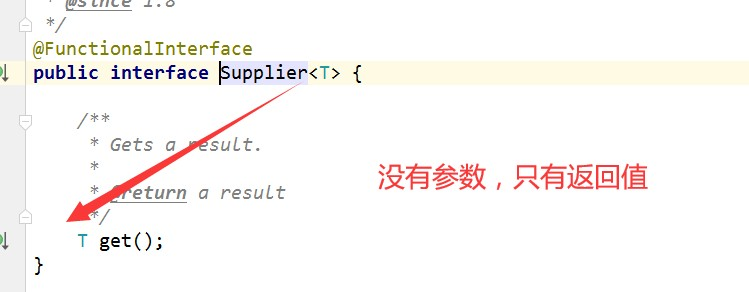 * @since 1.8
*/
@FunctionalInterface
public interface Supplier<T> {
/**
* Gets a result.
*
* @return a result
*/
T get();
}
没有参数，只有返回值